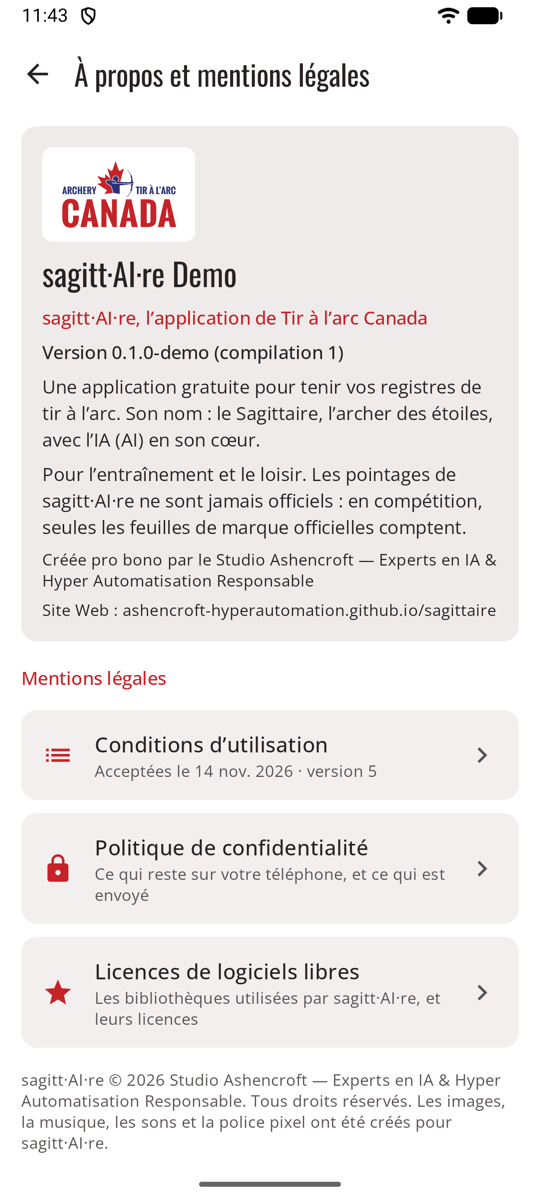 11:43
À propos et mentions légales
ARCHERY TIR À L'ARC
CANADA
sagitt·AI·re Demo
sagitt·AI·re, l’application de Tir à l’arc Canada
Version 0.1.0-demo (compilation 1)
Une application gratuite pour tenir vos registres de
tir à l’arc. Son nom : le Sagittaire, l’archer des étoiles,
avec l’IA (AI) en son cœur.
Pour l’entraînement et le loisir. Les pointages de
sagitt·AI·re ne sont jamais officiels : en compétition,
seules les feuilles de marque officielles comptent.
Créée pro bono par le Studio Ashencroft — Experts en IA &
Hyper Automatisation Responsable
Site Web : ashencroft-hyperautomation.github.io/sagittaire
Mentions légales
Conditions d’utilisation
Acceptées le 14 nov. 2026 · version 5
Politique de confidentialité
Ce qui reste sur votre téléphone, et ce qui est
envoyé
Licences de logiciels libres
Les bibliothèques utilisées par sagitt·AI·re, et
leurs licences
sagitt·AI·re © 2026 Studio Ashencroft — Experts en IA & Hyper
Automatisation Responsable. Tous droits réservés. Les images,
la musique, les sons et la police pixel ont été créés pour
sagitt·AI·re.